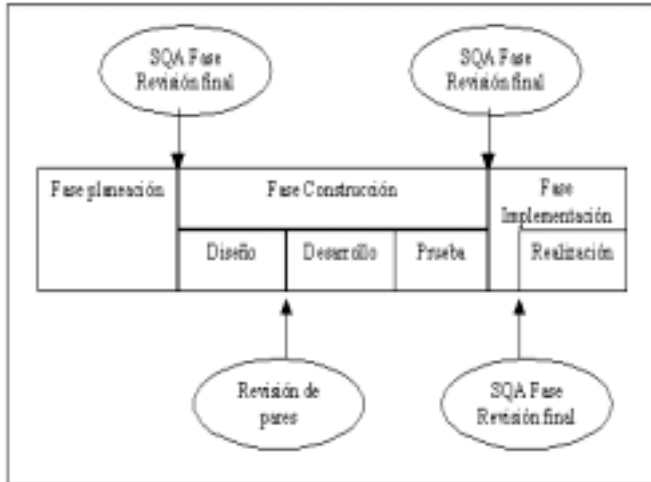 SQA Fase
Revisión final
SQA Fase
Revisión final
Fase planeación
Fase Construcción
Fase
Implementación
Diseño
Desarrollo
Prueba
Realización
Revisión de
pares
SQA Fase
Revisión final